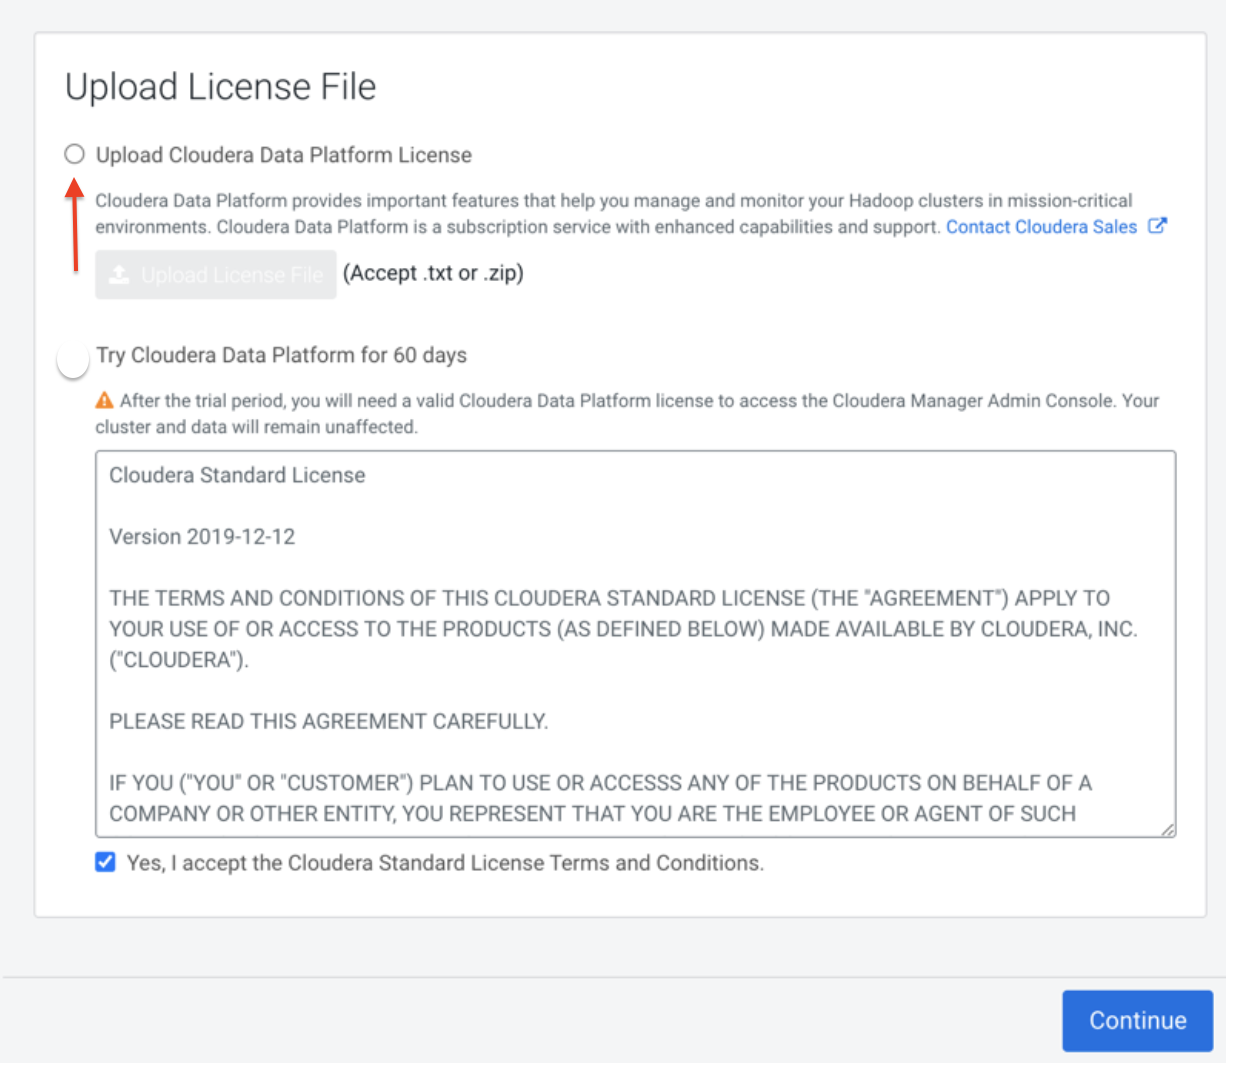 Upload License File
Upload Cloudera Data Platform License
Cloudera Data Platform provides important features that help you manage and monitor your Hadoop clusters in mission-critical
environments. Cloudera Data Platform is a subscription service with enhanced capabilities and support. Contact Cloudera Sales
Upload License File (Accept .txt or .zip)
Try Cloudera Data Platform for 60 days
After the trial period, you will need a valid Cloudera Data Platform license to access the Cloudera Manager Admin Console. Your
cluster and data will remain unaffected.
Cloudera Standard License
Version 2019-12-12
THE TERMS AND CONDITIONS OF THIS CLOUDERA STANDARD LICENSE (THE "AGREEMENT") APPLY TO
YOUR USE OF OR ACCESS TO THE PRODUCTS (AS DEFINED BELOW) MADE AVAILABLE BY CLOUDERA, INC.
("CLOUDERA").
PLEASE READ THIS AGREEMENT CAREFULLY.
IF YOU ("YOU" OR "CUSTOMER") PLAN TO USE OR ACCESSS ANY OF THE PRODUCTS ON BEHALF OF A
COMPANY OR OTHER ENTITY, YOU REPRESENT THAT YOU ARE THE EMPLOYEE OR AGENT OF SUCH
Yes, I accept the Cloudera Standard License Terms and Conditions.
Continue